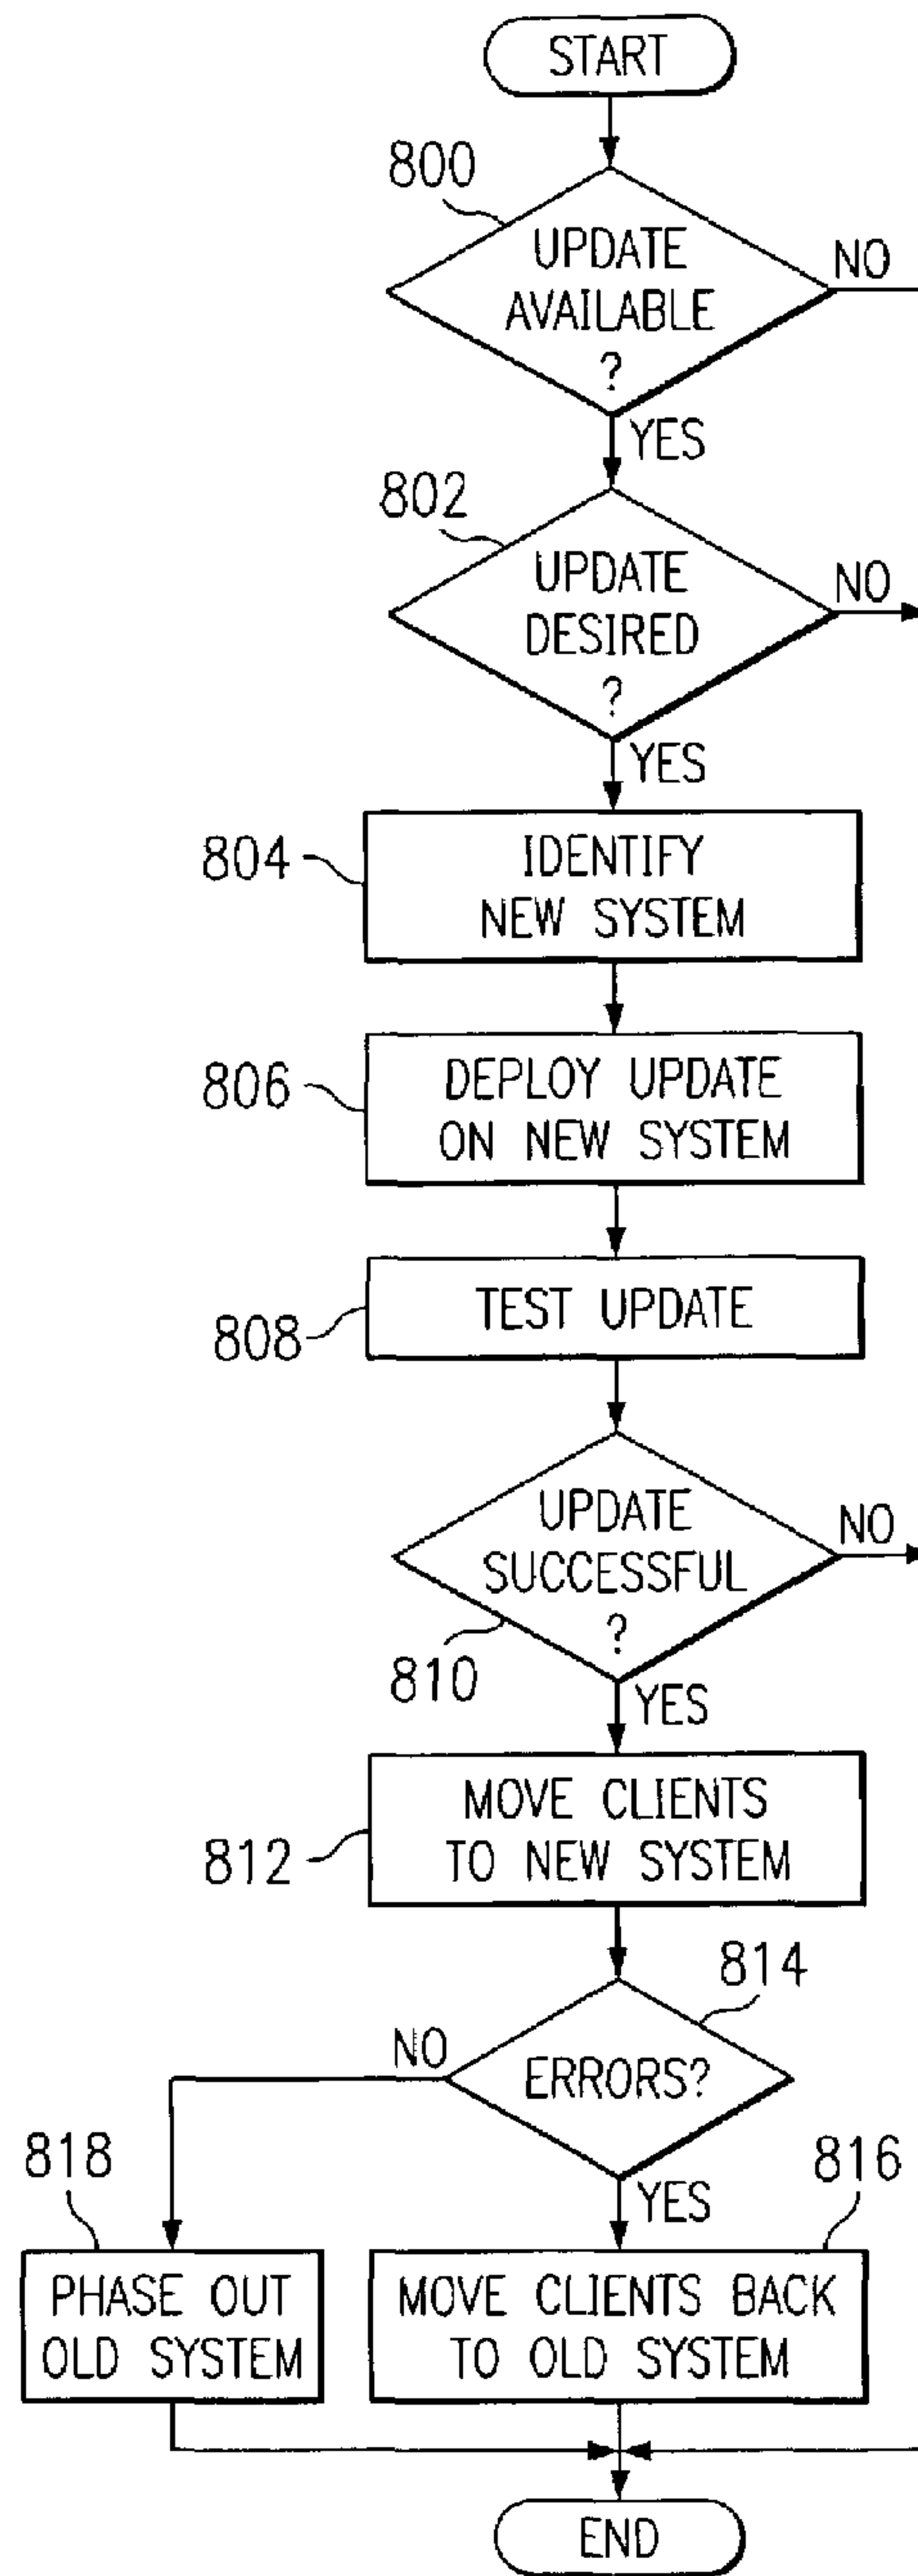 START
800
UPDATE
AVAILABLE
?
NO
YES
802
UPDATE
DESIRED
?
NO
YES
804
IDENTIFY
NEW SYSTEM
806
DEPLOY UPDATE
ON NEW SYSTEM
808
TEST UPDATE
UPDATE
SUCCESSFUL
?
NO
810
YES
812
MOVE CLIENTS
TO NEW SYSTEM
814
ERRORS?
NO
YES
818
PHASE OUT
OLD SYSTEM
816
MOVE CLIENTS BACK
TO OLD SYSTEM
END